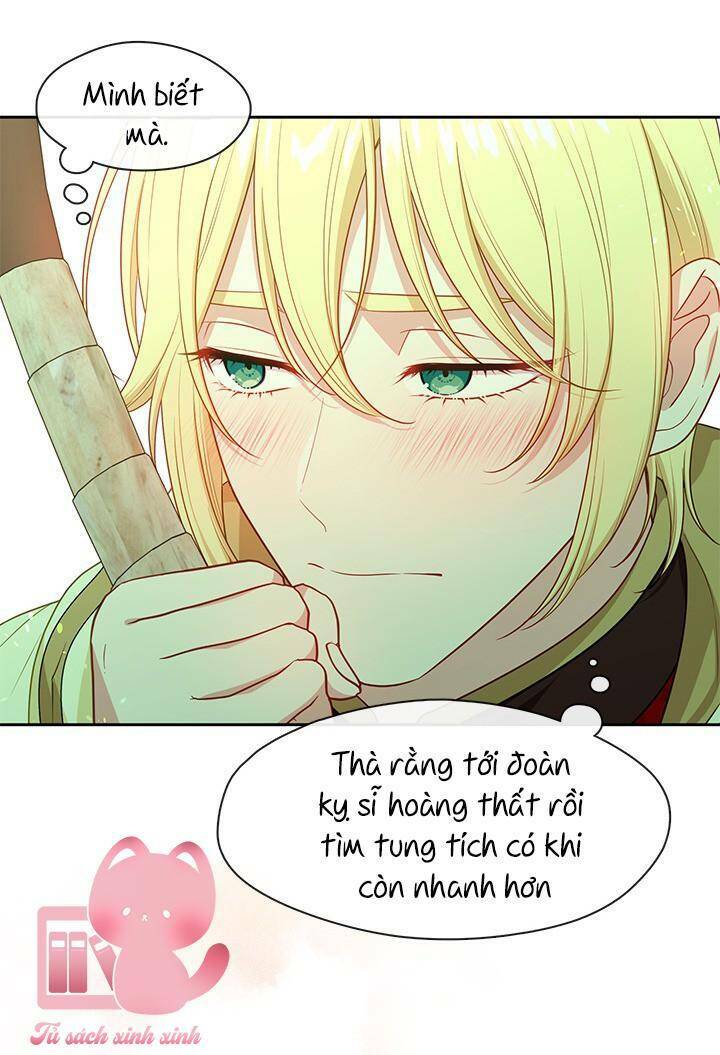 Mình biết
mà.
Thà rằng tới đoàn
kỵ sĩ hoàng thất rồi
tìm tung tích có khi
còn nhanh hơn
Tủ sách xinh xinh